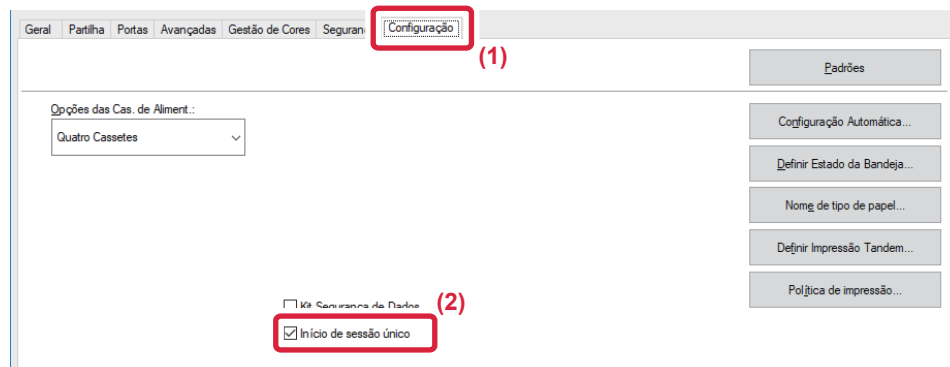 Geral Partilha Portas Avançadas Gestão de Cores Configuração
(1)
Padrões
Opções das Cas. de Aliment.:
Quatro Cassetes
Configuração Automática...
Definir Estado da Bandeja...
Nome de tipo de papel...
Definir Impressão Tandem...
Política de impressão...
Kit Segurança de Dados
(2)
Início de sessão único